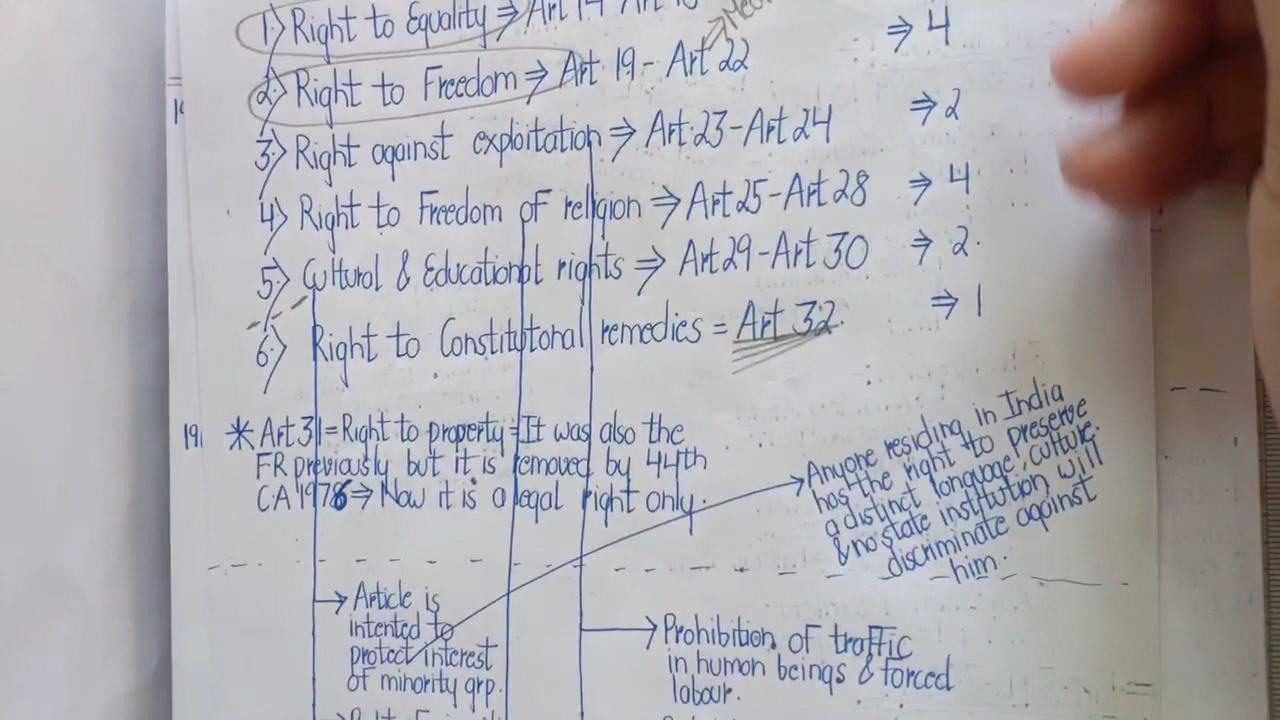 1) Right to Equality ⇒ Art 14
2) Right to Freedom ⇒ Art 19 - Art 22 ⇒ 4
3) Right against exploitation ⇒ Art 23 - Art 24 ⇒ 2
4) Right to Freedom of religion ⇒ Art 25 - Art 28 ⇒ 4
5) Cultural & Educational rights ⇒ Art 29 - Art 30 ⇒ 2.
6) Right to Constitutonal remedies = Art 32. ⇒ 1
19. * Art 31 = Right to property = It was also the
FR previously but it is removed by 44th
CA 1978 ⇒ Now it is a legal right only.
Anyone residing in India
has the right to preserve
a distinct language, culture.
& no state institution will
discriminate against
him.
Article is
intented to
protect interest
of minority grp.
Prohibition of traffic
in human beings & forced
labour.